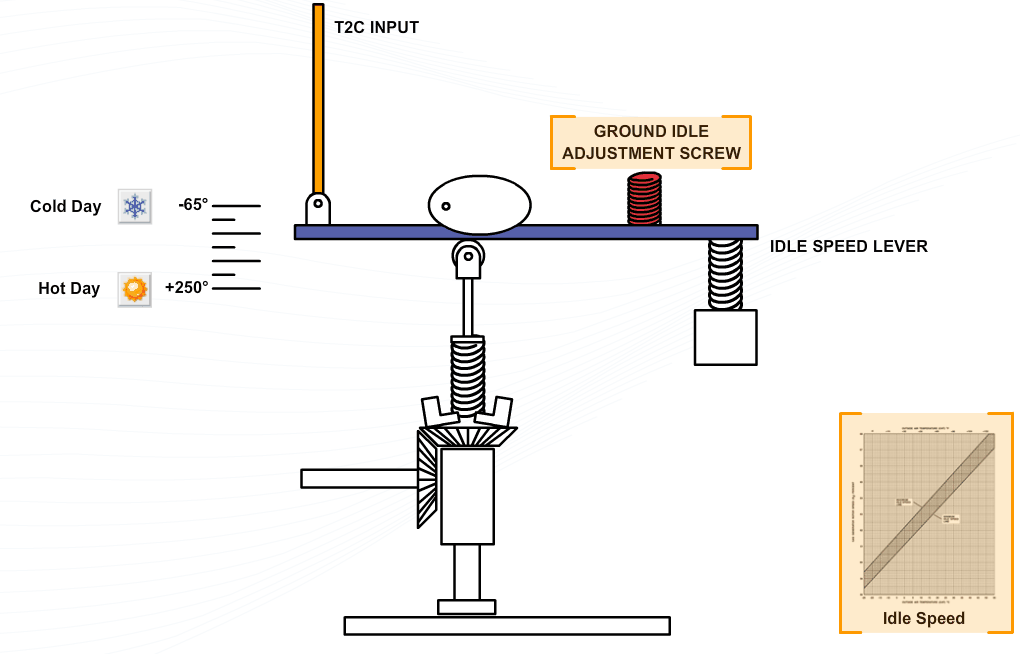 T2C INPUT
GROUND IDLE
ADJUSTMENT SCREW
Cold Day
-65°
IDLE SPEED LEVER
Hot Day
+250°
Idle Speed